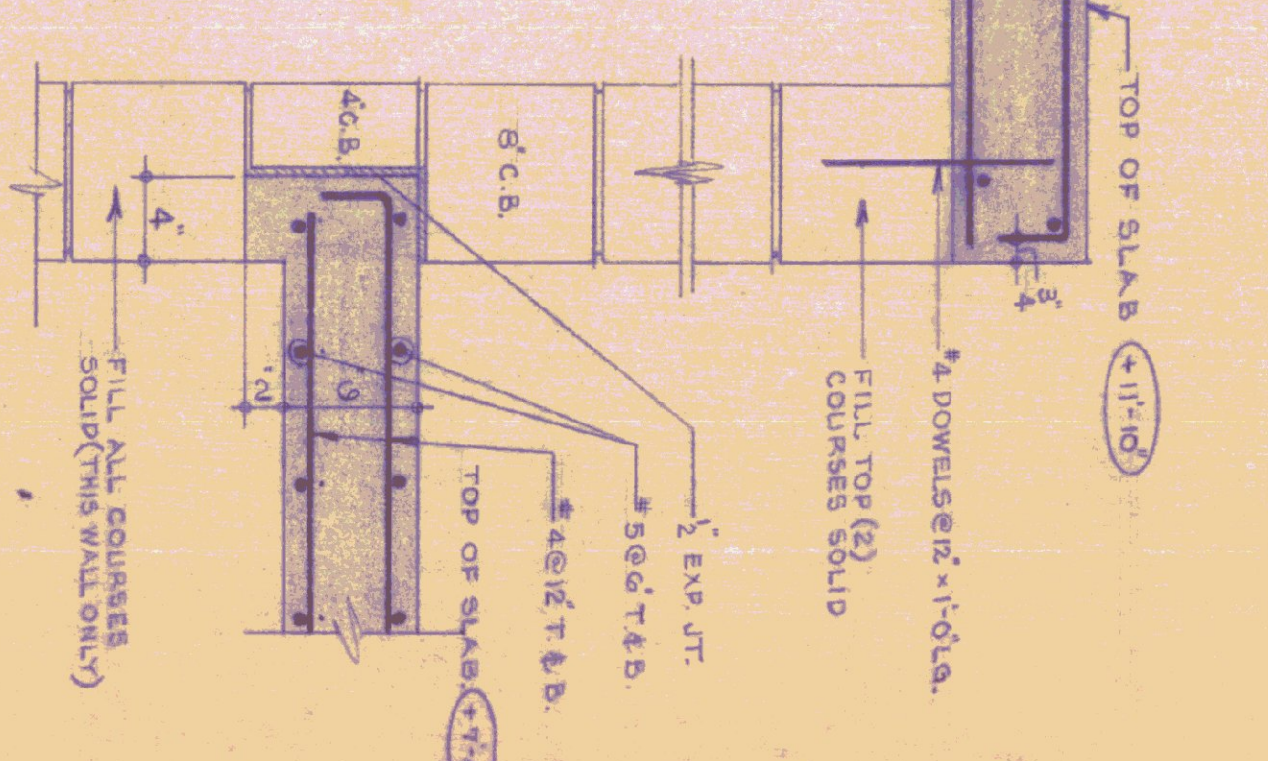 TOP OF SLAB
+11'-10"
3"
4
#4 DOWELS@12"×1'-0"LG.
FILL TOP (2)
COURSES SOLID
8" C.B.
4" C.B.
½" EXP. JT.
#5@6" T.&B.
#4@12" T.&B.
TOP OF SLAB
6
2"
4"
FILL ALL COURSES
SOLID (THIS WALL ONLY)